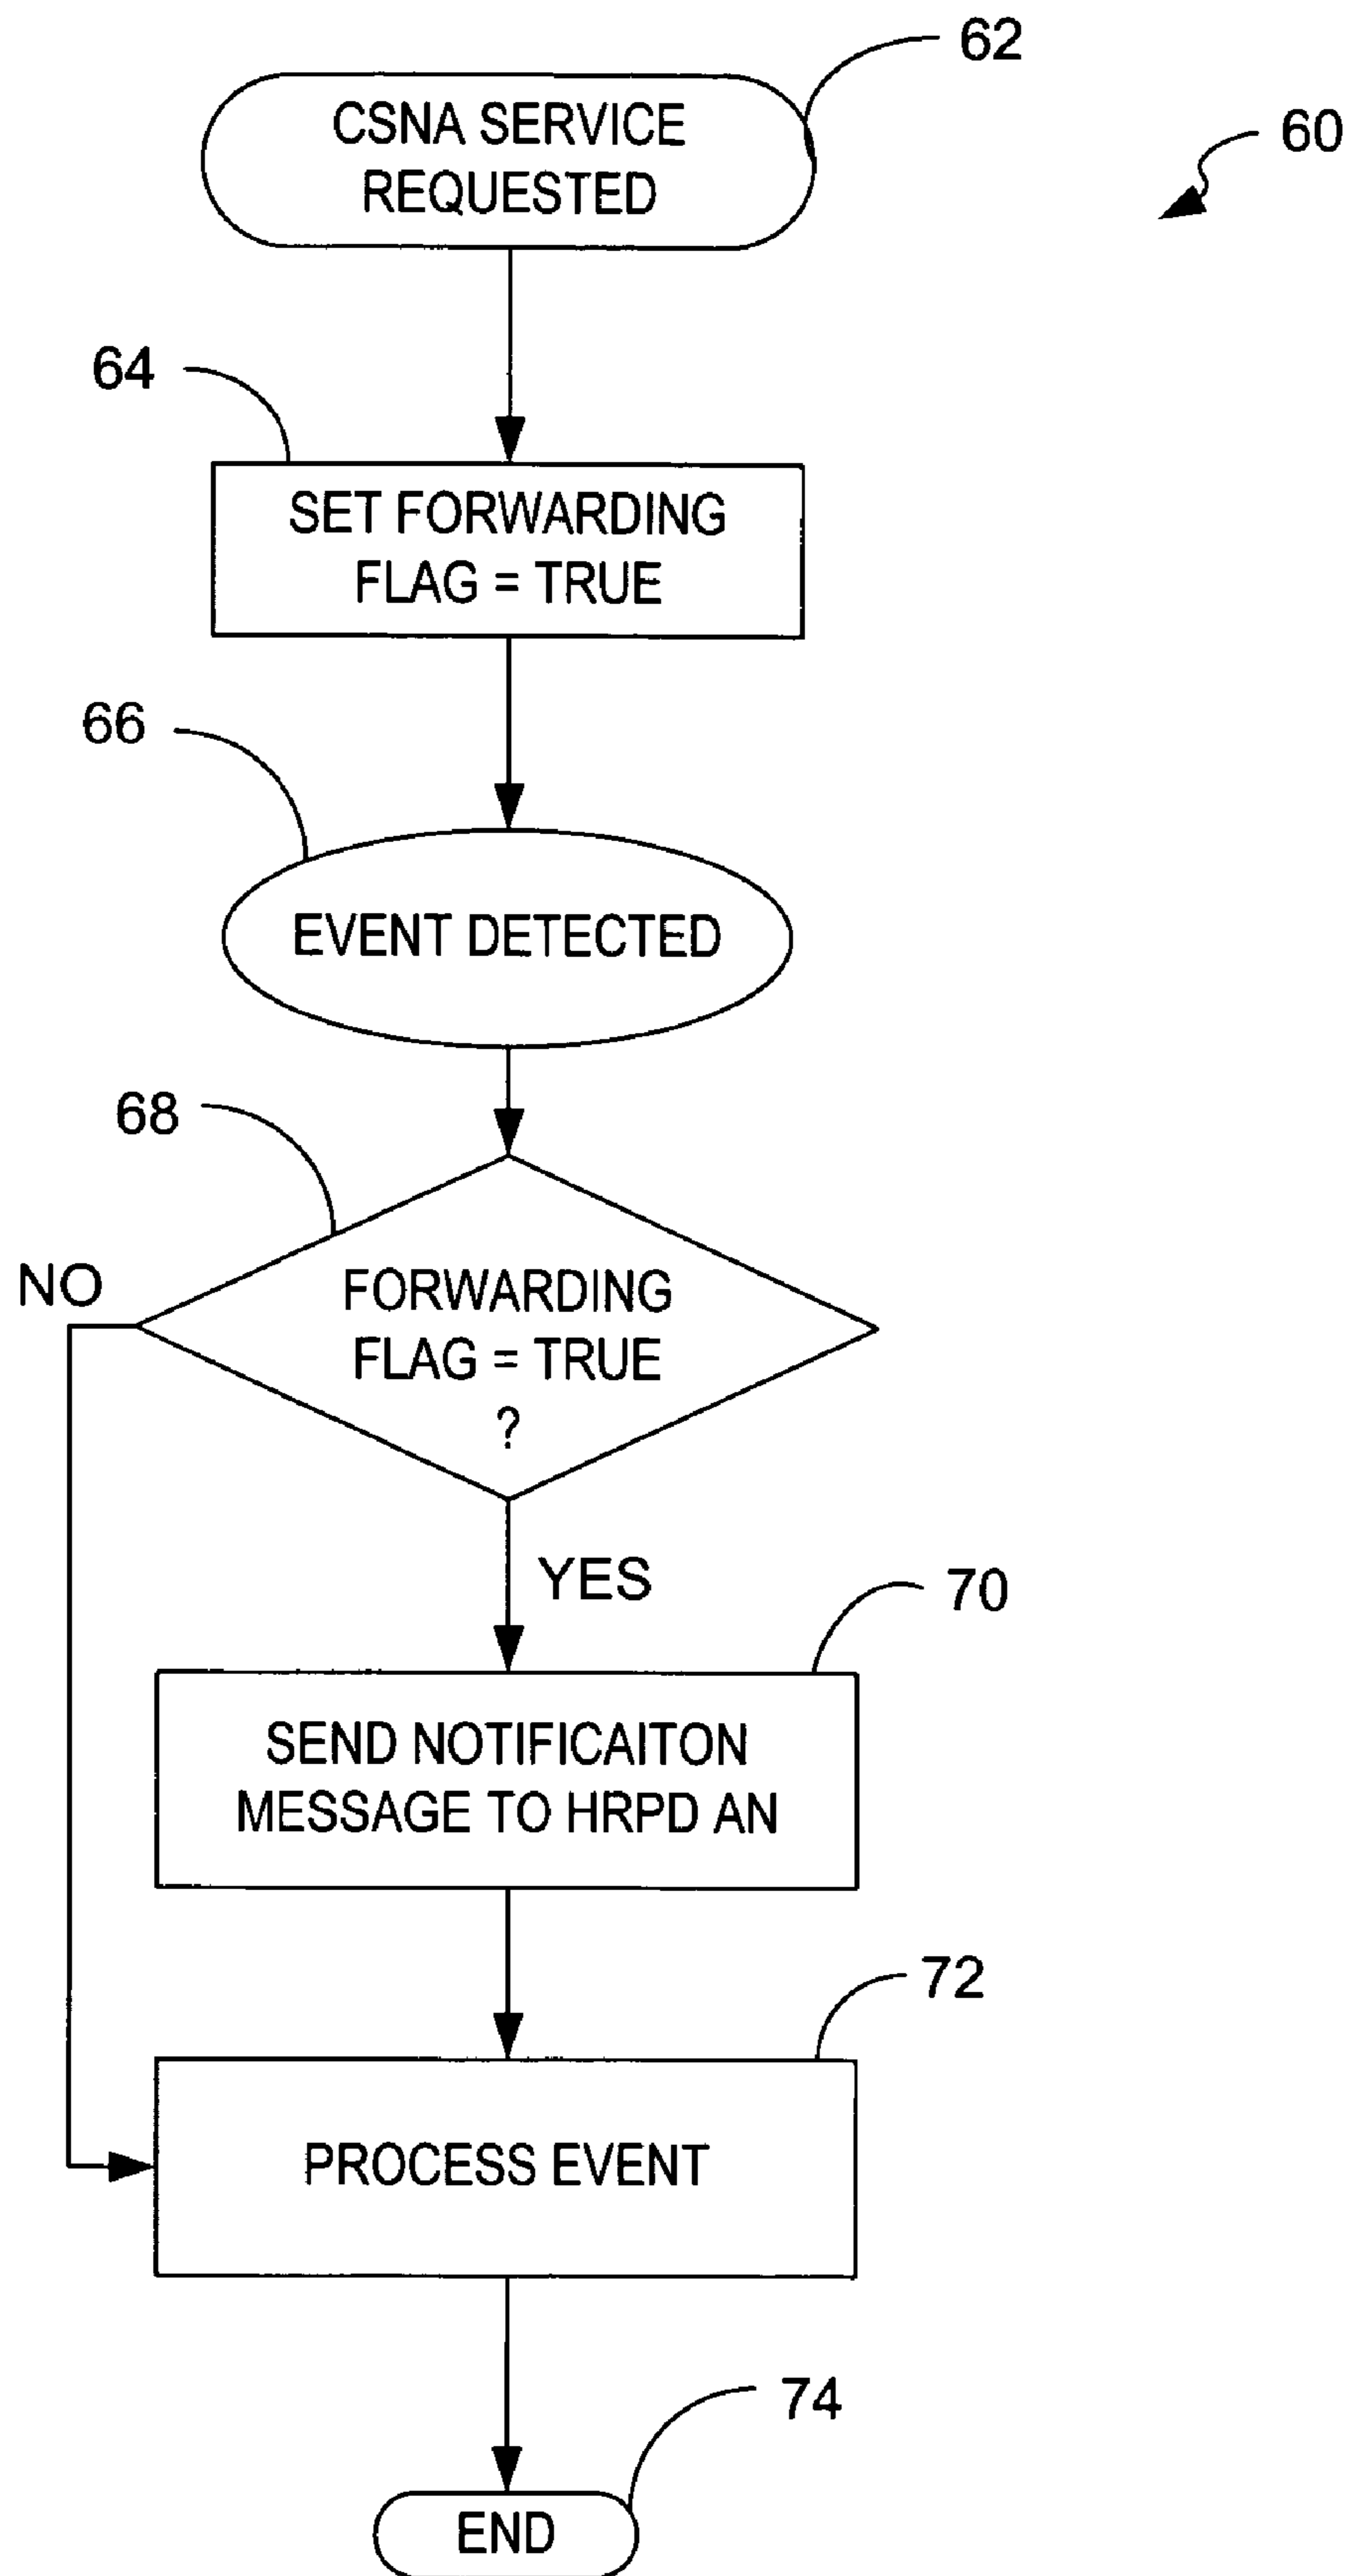 62
CSNA SERVICE
REQUESTED
60
64
SET FORWARDING
FLAG = TRUE
66
EVENT DETECTED
68
NO
FORWARDING
FLAG = TRUE
?
YES
70
SEND NOTIFICAITON
MESSAGE TO HRPD AN
72
PROCESS EVENT
74
END